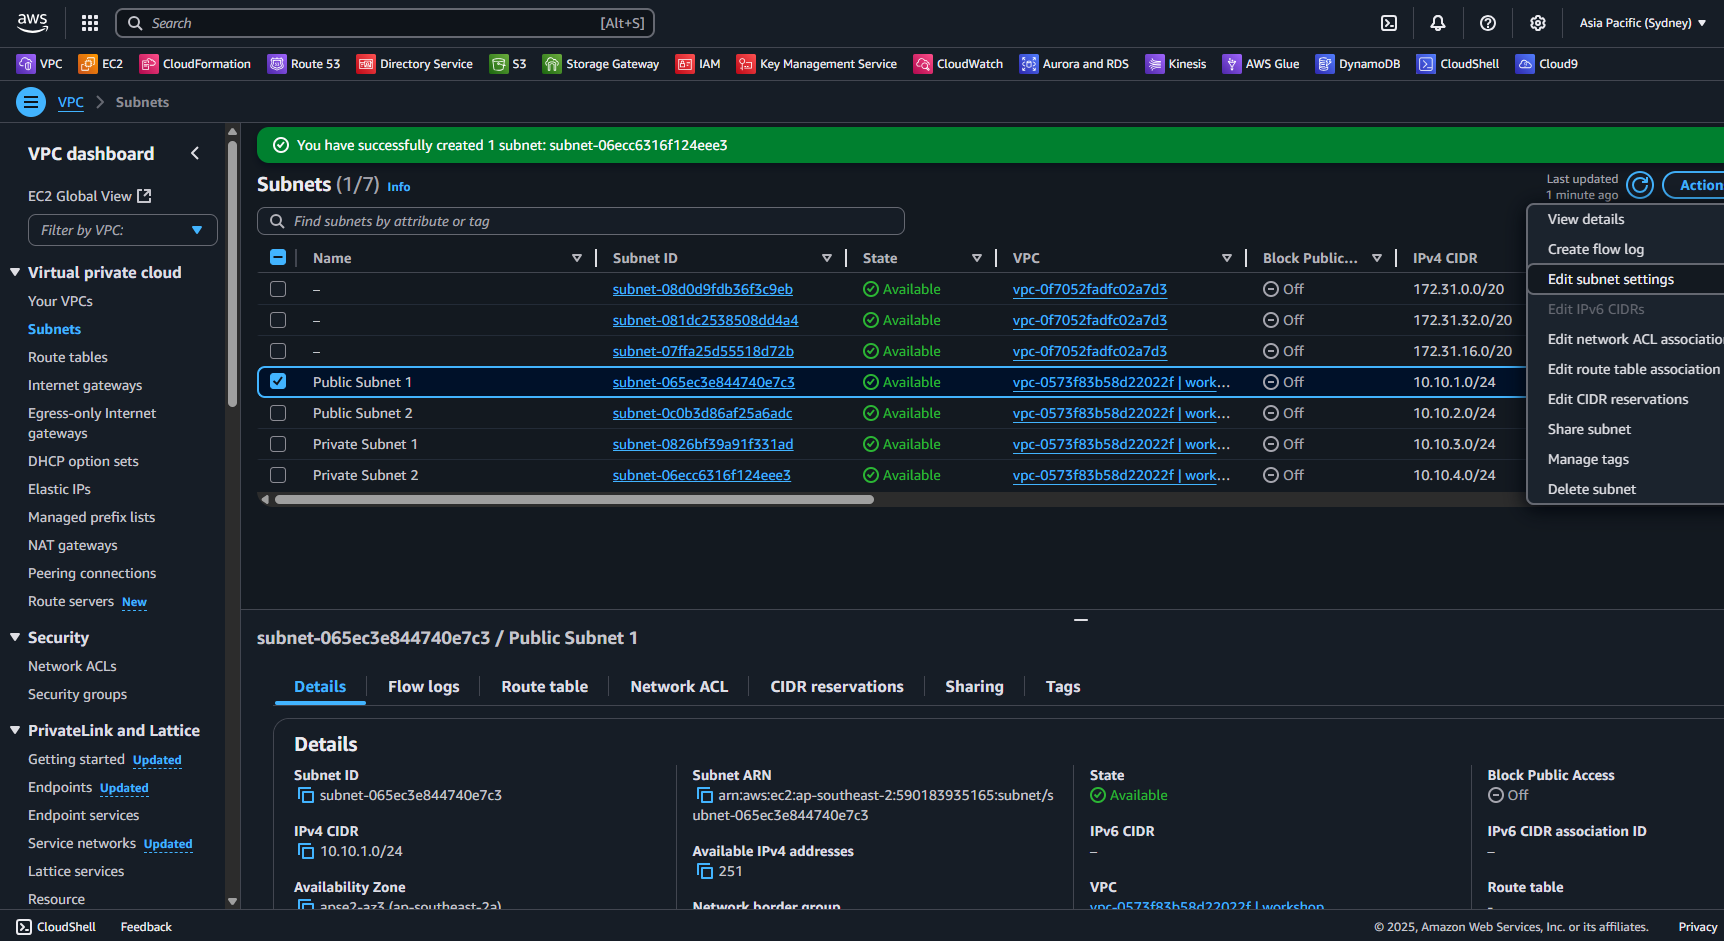 aws
Search
[Alt+S]
Asia Pacific (Sydney)
VPC
EC2
CloudFormation
Route 53
Directory Service
S3
Storage Gateway
IAM
Key Management Service
CloudWatch
Aurora and RDS
Kinesis
AWS Glue
DynamoDB
CloudShell
Cloud9
VPC
Subnets
VPC dashboard
EC2 Global View
Filter by VPC:
Virtual private cloud
Your VPCs
Subnets
Route tables
Internet gateways
Egress-only Internet
gateways
DHCP option sets
Elastic IPs
Managed prefix lists
NAT gateways
Peering connections
Route servers New
Security
Network ACLs
Security groups
PrivateLink and Lattice
Getting started Updated
Endpoints Updated
Endpoint services
Service networks Updated
Lattice services
Resource
You have successfully created 1 subnet: subnet-06ecc6316f124eee3
Subnets (1/7) Info
Last updated
1 minute ago
Action
Find subnets by attribute or tag
Name Subnet ID State VPC Block Public... IPv4 CIDR
– subnet-08d0d9fdb36f3c9eb Available vpc-0f7052fadfc02a7d3 Off 172.31.0.0/20
– subnet-081dc2538508dd4a4 Available vpc-0f7052fadfc02a7d3 Off 172.31.32.0/20
– subnet-07ffa25d55518d72b Available vpc-0f7052fadfc02a7d3 Off 172.31.16.0/20
Public Subnet 1 subnet-065ec3e844740e7c3 Available vpc-0573f83b58d22022f | work... Off 10.10.1.0/24
Public Subnet 2 subnet-0c0b3d86af25a6adc Available vpc-0573f83b58d22022f | work... Off 10.10.2.0/24
Private Subnet 1 subnet-0826bf39a91f331ad Available vpc-0573f83b58d22022f | work... Off 10.10.3.0/24
Private Subnet 2 subnet-06ecc6316f124eee3 Available vpc-0573f83b58d22022f | work... Off 10.10.4.0/24
View details
Create flow log
Edit subnet settings
Edit IPv6 CIDRs
Edit network ACL associatio
Edit route table association
Edit CIDR reservations
Share subnet
Manage tags
Delete subnet
subnet-065ec3e844740e7c3 / Public Subnet 1
Details
Flow logs
Route table
Network ACL
CIDR reservations
Sharing
Tags
Details
Subnet ID
subnet-065ec3e844740e7c3
IPv4 CIDR
10.10.1.0/24
Availability Zone
apse2-az3 (ap-southeast-2a)
Subnet ARN
arn:aws:ec2:ap-southeast-2:590183935165:subnet/s
ubnet-065ec3e844740e7c3
Available IPv4 addresses
251
Network border group
State
Available
IPv6 CIDR
–
VPC
vpc-0573f83b58d22022f | workshop
Block Public Access
Off
IPv6 CIDR association ID
–
Route table
-
CloudShell
Feedback
© 2025, Amazon Web Services, Inc. or its affiliates.
Privacy